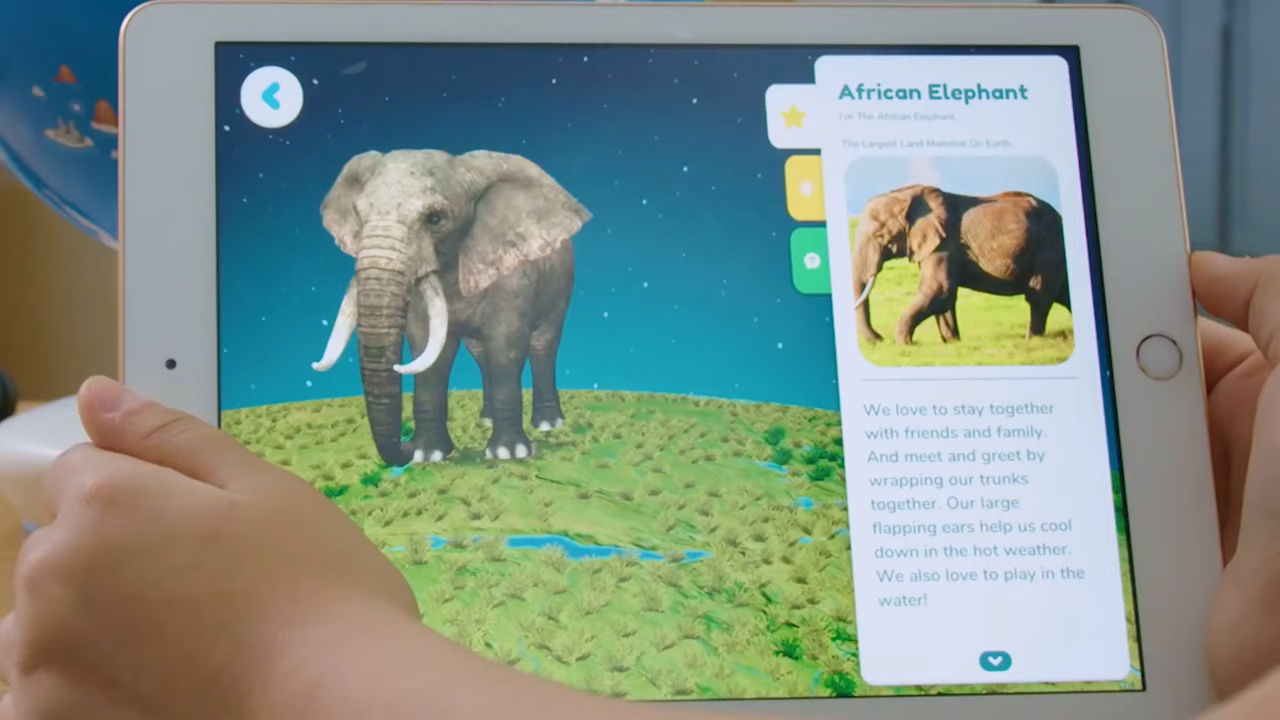 African Elephant
I'm The African Elephant.
The Largest Land Mammal On Earth.
We love to stay together
with friends and family.
And meet and greet by
wrapping our trunks
together. Our large
flapping ears help us cool
down in the hot weather.
We also love to play in the
water!